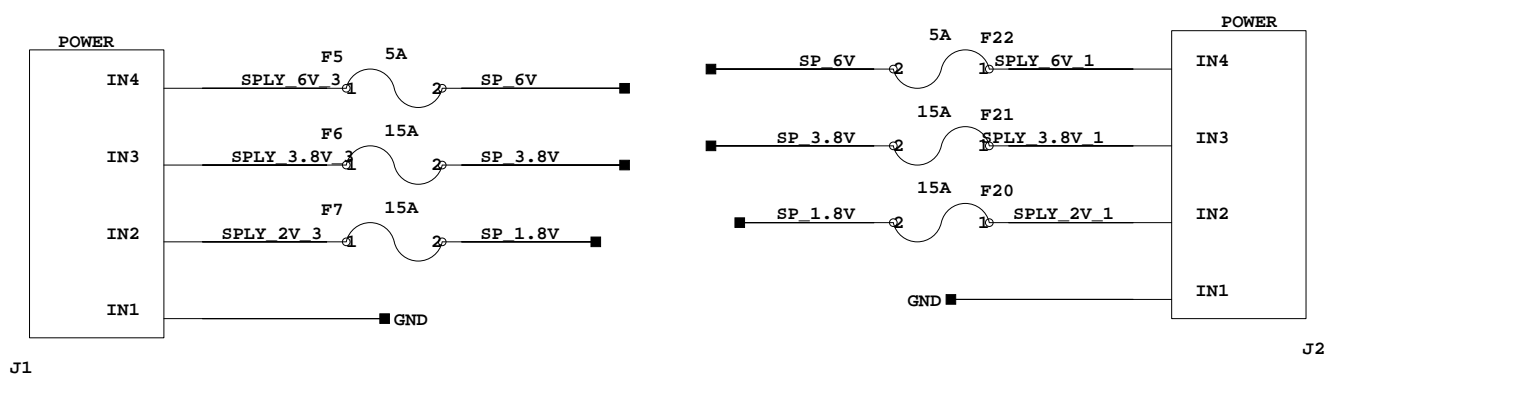 POWER
F5 5A
IN4 SPLY_6V_3 1 2 SP_6V
F6 15A
IN3 SPLY_3.8V_3 1 2 SP_3.8V
F7 15A
IN2 SPLY_2V_3 1 2 SP_1.8V
IN1 GND
J1
POWER
5A F22
SP_6V 2 1 SPLY_6V_1 IN4
15A F21
SP_3.8V 2 1 SPLY_3.8V_1 IN3
15A F20
SP_1.8V 2 1 SPLY_2V_1 IN2
GND IN1
J2